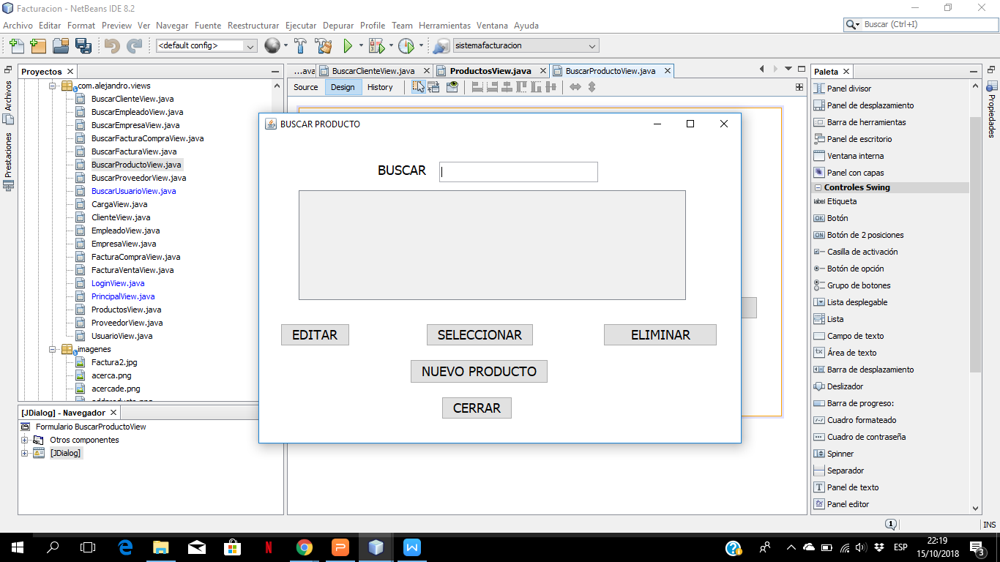 Facturacion - NetBeans IDE 8.2
Archivo Editar Format Preview Ver Navegar Fuente Reestructurar Ejecutar Depurar Profile Team Herramientas Ventana Ayuda
Buscar (Ctrl+I)
<default config>
sistemafacturacion
Archivos
Prestaciones
Proyectos
com.alejandro.views
BuscarClienteView.java
BuscarEmpleadoView.java
BuscarEmpresaView.java
BuscarFacturaCompraView.java
BuscarFacturaView.java
BuscarProductoView.java
BuscarProveedorView.java
BuscarUsuarioView.java
CargaView.java
ClienteView.java
EmpleadoView.java
EmpresaView.java
FacturaCompraView.java
FacturaVentaView.java
LoginView.java
PrincipalView.java
ProductosView.java
ProveedorView.java
UsuarioView.java
imagenes
Factura2.jpg
acerca.png
acercade.png
[JDialog] - Navegador
Formulario BuscarProductoView
Otros componentes
[JDialog]
...ava BuscarClienteView.java ProductosView.java BuscarProductoView.java
Source Design History
BUSCAR PRODUCTO
BUSCAR
EDITAR SELECCIONAR ELIMINAR
NUEVO PRODUCTO
CERRAR
Paleta
Panel divisor
Panel de desplazamiento
Barra de herramientas
Panel de escritorio
Ventana interna
Panel con capas
Controles Swing
label Etiqueta
OK Botón
ON Botón de 2 posiciones
Casilla de activación
Botón de opción
Grupo de botones
Lista desplegable
Lista
Campo de texto
Área de texto
Barra de desplazamiento
Deslizador
Barra de progreso:
Cuadro formateado
Cuadro de contraseña
Spinner
Separador
Panel de texto
Panel editor
Propiedades
1
INS
ESP
22:19
15/10/2018
3